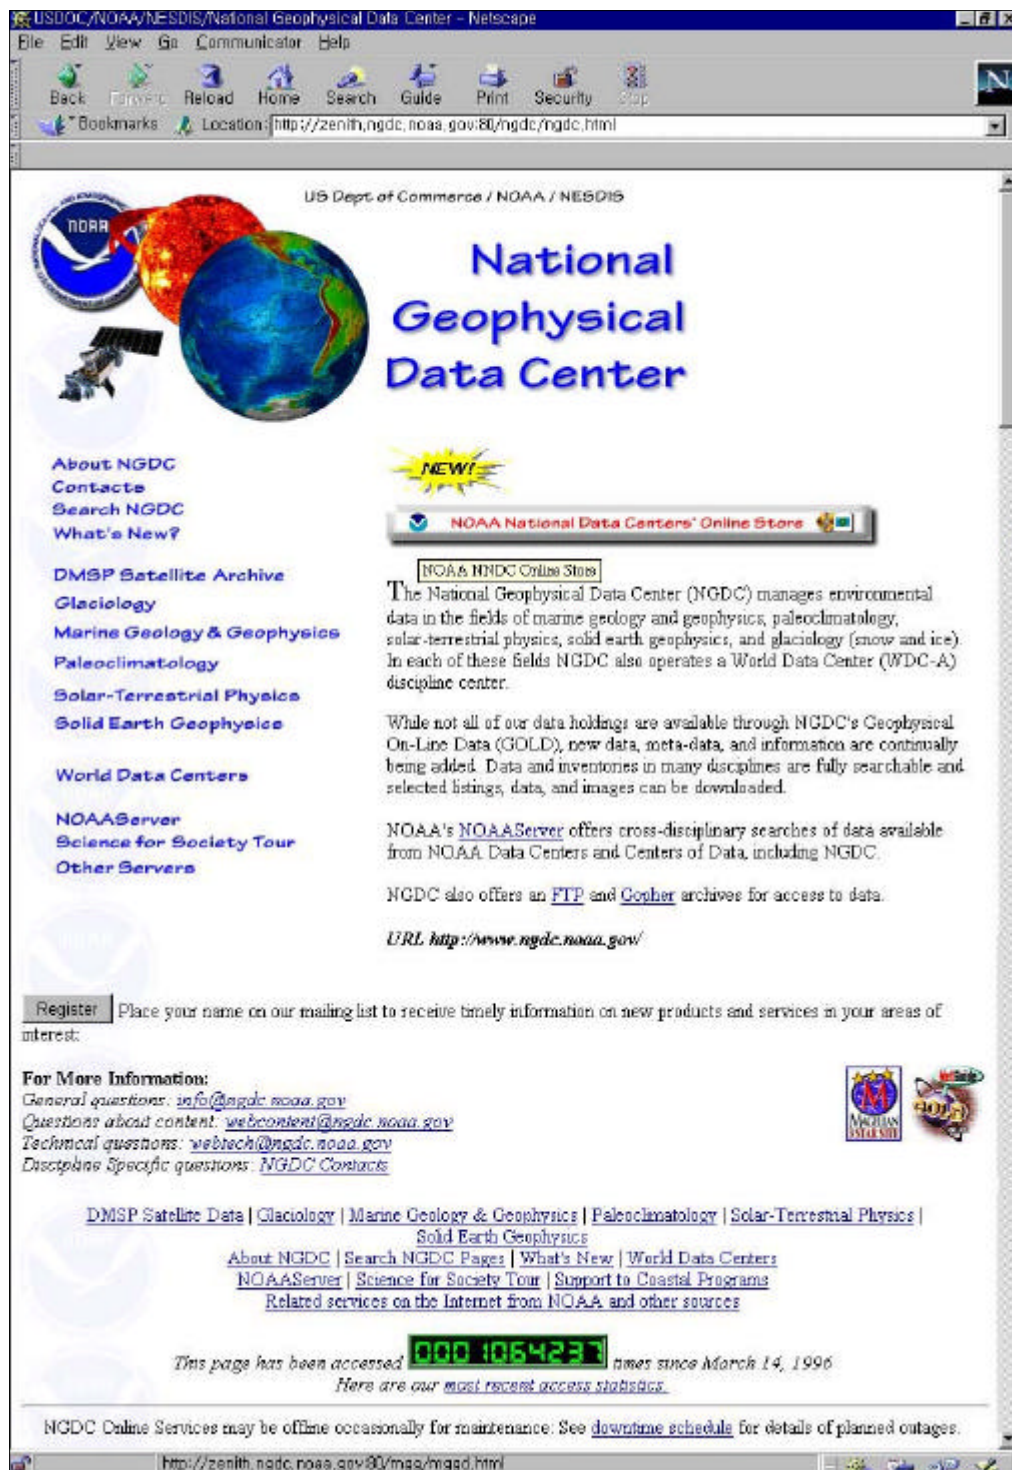 USDOC/NOAA/NESDIS/National Geophysical Data Center - Netscape
File Edit View Go Communicator Help
Back Forward Reload Home Search Guide Print Security Stop
N
Bookmarks Location: http://zenith.ngdc.noaa.gov:80/ngdc/ngdc.html
US Dept of Commerce / NOAA / NESDIS
NOAA
National
Geophysical
Data Center
About NGDC
Contacts
Search NGDC
What's New?
DMSP Satellite Archive
Glaciology
Marine Geology & Geophysics
Paleoclimatology
Solar-Terrestrial Physics
Solid Earth Geophysics
World Data Centers
NOAAServer
Science for Society Tour
Other Servers
NEW!
NOAA National Data Centers' Online Store
NOAA NNDC Online Store
The National Geophysical Data Center (NGDC) manages environmental
data in the fields of marine geology and geophysics, paleoclimatology,
solar-terrestrial physics, solid earth geophysics, and glaciology (snow and ice).
In each of these fields NGDC also operates a World Data Center (WDC-A)
discipline center.
While not all of our data holdings are available through NGDC's Geophysical
On-Line Data (GOLD), new data, meta-data, and information are continually
being added. Data and inventories in many disciplines are fully searchable and
selected listings, data, and images can be downloaded.
NOAA's NOAAServer offers cross-disciplinary searches of data available
from NOAA Data Centers and Centers of Data, including NGDC.
NGDC also offers an FTP and Gopher archives for access to data.
URL http://www.ngdc.noaa.gov/
Register Place your name on our mailing list to receive timely information on new products and services in your areas of
interest:
For More Information:
General questions: info@ngdc.noaa.gov
Questions about content: webcontent@ngdc.noaa.gov
Technical questions: webtech@ngdc.noaa.gov
Discipline Specific questions: NGDC Contacts
MAGELLAN
4 STAR SITE
NetGuide
GOLD
DMSP Satellite Data | Glaciology | Marine Geology & Geophysics | Paleoclimatology | Solar-Terrestrial Physics |
Solid Earth Geophysics
About NGDC | Search NGDC Pages | What's New | World Data Centers
NOAAServer | Science for Society Tour | Support to Coastal Programs
Related services on the Internet from NOAA and other sources
This page has been accessed 0001064237 times since March 14, 1996
Here are our most recent access statistics.
NGDC Online Services may be offline occasionally for maintenance: See downtime schedule for details of planned outages.
http://zenith.ngdc.noaa.gov:80/mgg/mggd.html